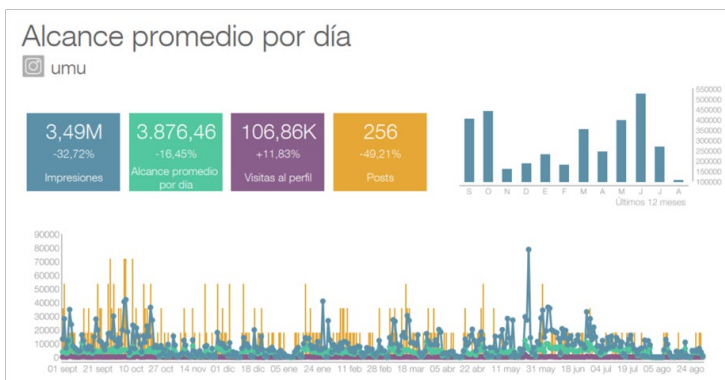 Alcance promedio por día
umu
3,49M
-32,72%
Impresiones
3.876,46
-16,45%
Alcance promedio
por día
106,86K
+11,83%
Visitas al perfil
256
-49,21%
Posts
550000
500000
450000
400000
350000
300000
250000
200000
150000
100000
S O N D E F M A M J J A
Últimos 12 meses
90000
80000
70000
60000
50000
40000
30000
20000
10000
0
01 sept 21 sept 10 oct 27 oct 14 nov 01 dic 18 dic 05 ene 24 ene 11 feb 28 feb 18 mar 05 abr 22 abr 11 may 31 may 18 jun 04 jul 19 jul 05 ago 24 ago